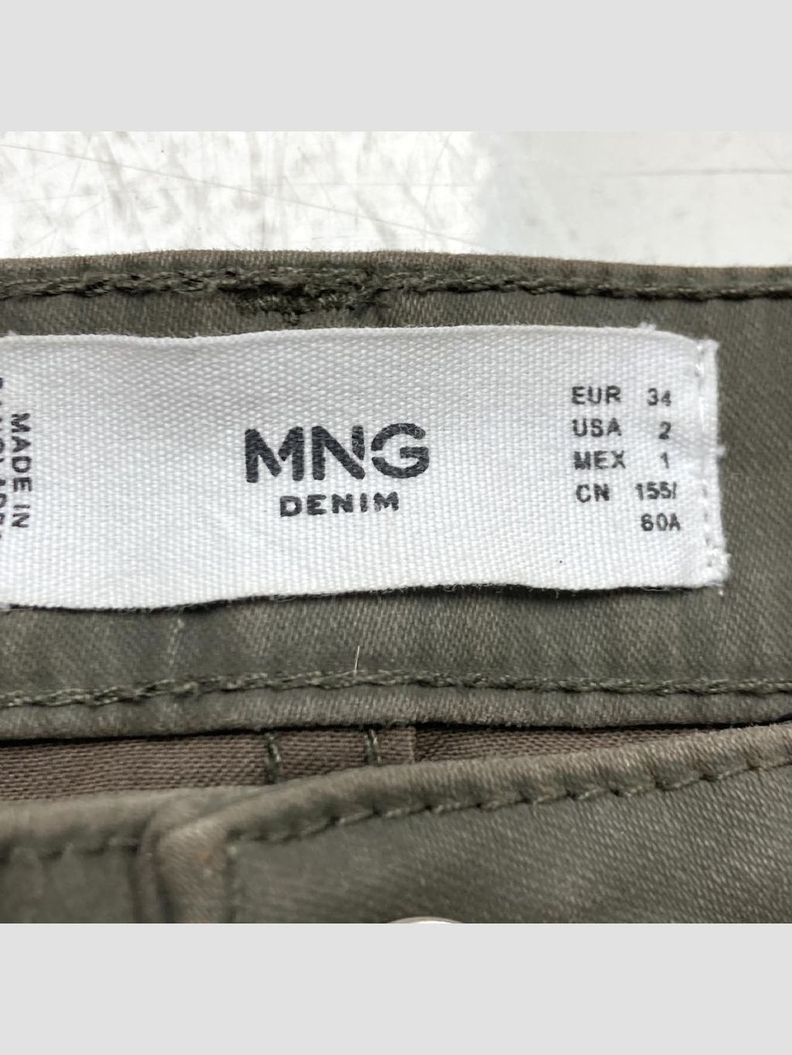 MADE IN
MNG
DENIM
EUR 34
USA 2
MEX 1
CN 155/
60A